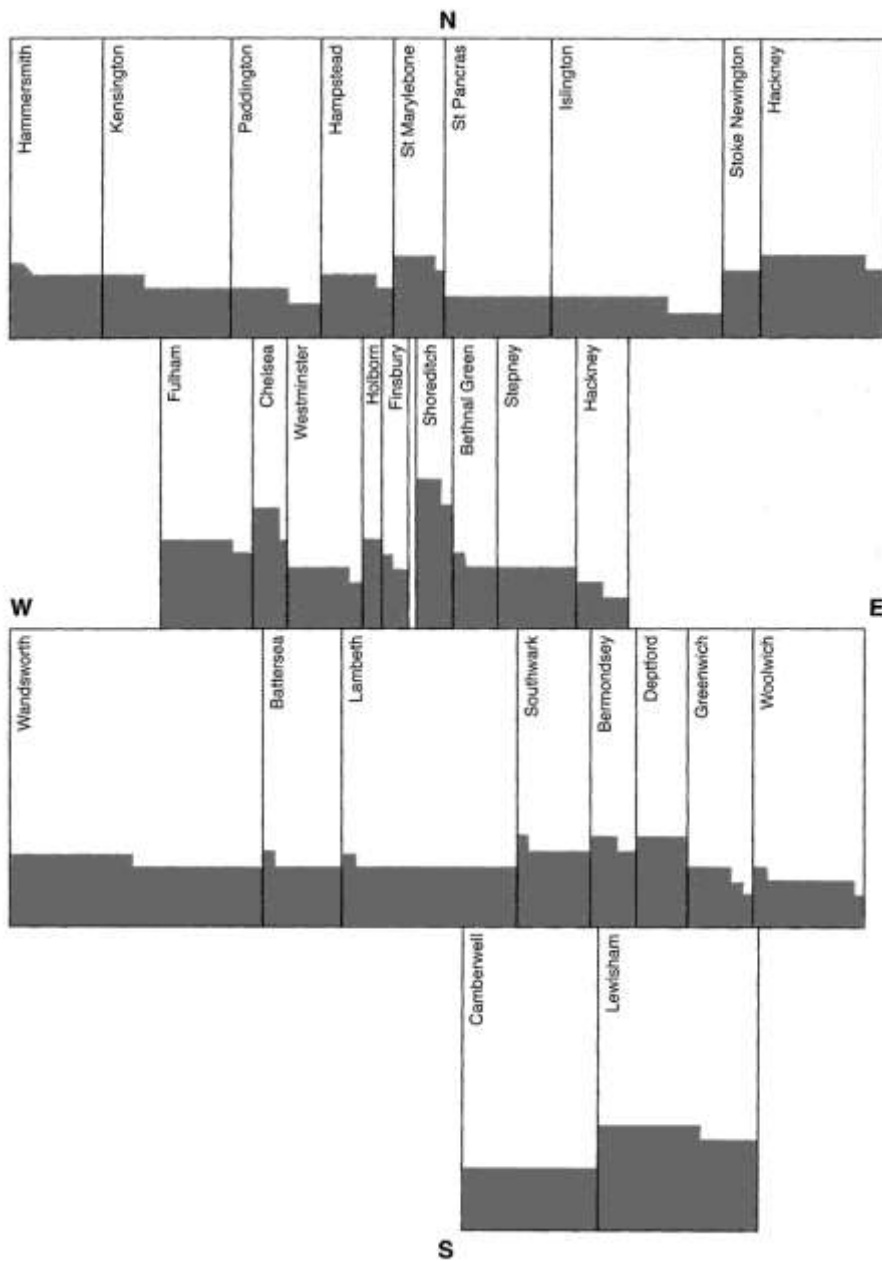 N
Hammersmith
Kensington
Paddington
Hampstead
St Marylebone
St Pancras
Islington
Stoke Newington
Hackney
Fulham
Chelsea
Westminster
Holborn
Finsbury
Shoreditch
Bethnal Green
Stepney
Hackney
W
E
Wandsworth
Battersea
Lambeth
Southwark
Bermondsey
Deptford
Greenwich
Woolwich
Camberwell
Lewisham
S